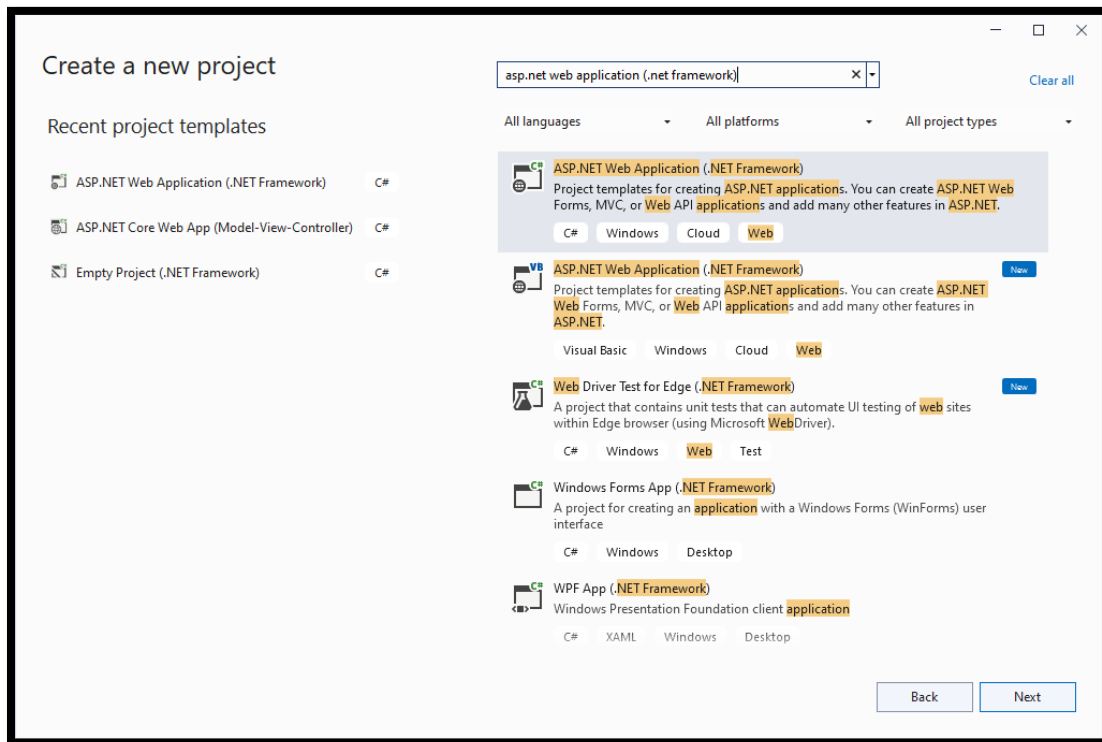 Create a new project
asp.net web application (.net framework)
Clear all
Recent project templates
All languages
All platforms
All project types
ASP.NET Web Application (.NET Framework) C#
ASP.NET Core Web App (Model-View-Controller) C#
Empty Project (.NET Framework) C#
C#
ASP.NET Web Application (.NET Framework)
Project templates for creating ASP.NET applications. You can create ASP.NET Web
Forms, MVC, or Web API applications and add many other features in ASP.NET.
C# Windows Cloud Web
VB
ASP.NET Web Application (.NET Framework) New
Project templates for creating ASP.NET applications. You can create ASP.NET
Web Forms, MVC, or Web API applications and add many other features in
ASP.NET.
Visual Basic Windows Cloud Web
C#
Web Driver Test for Edge (.NET Framework) New
A project that contains unit tests that can automate UI testing of web sites
within Edge browser (using Microsoft WebDriver).
C# Windows Web Test
C#
Windows Forms App (.NET Framework)
A project for creating an application with a Windows Forms (WinForms) user
interface
C# Windows Desktop
C#
WPF App (.NET Framework)
Windows Presentation Foundation client application
C# XAML Windows Desktop
Back
Next